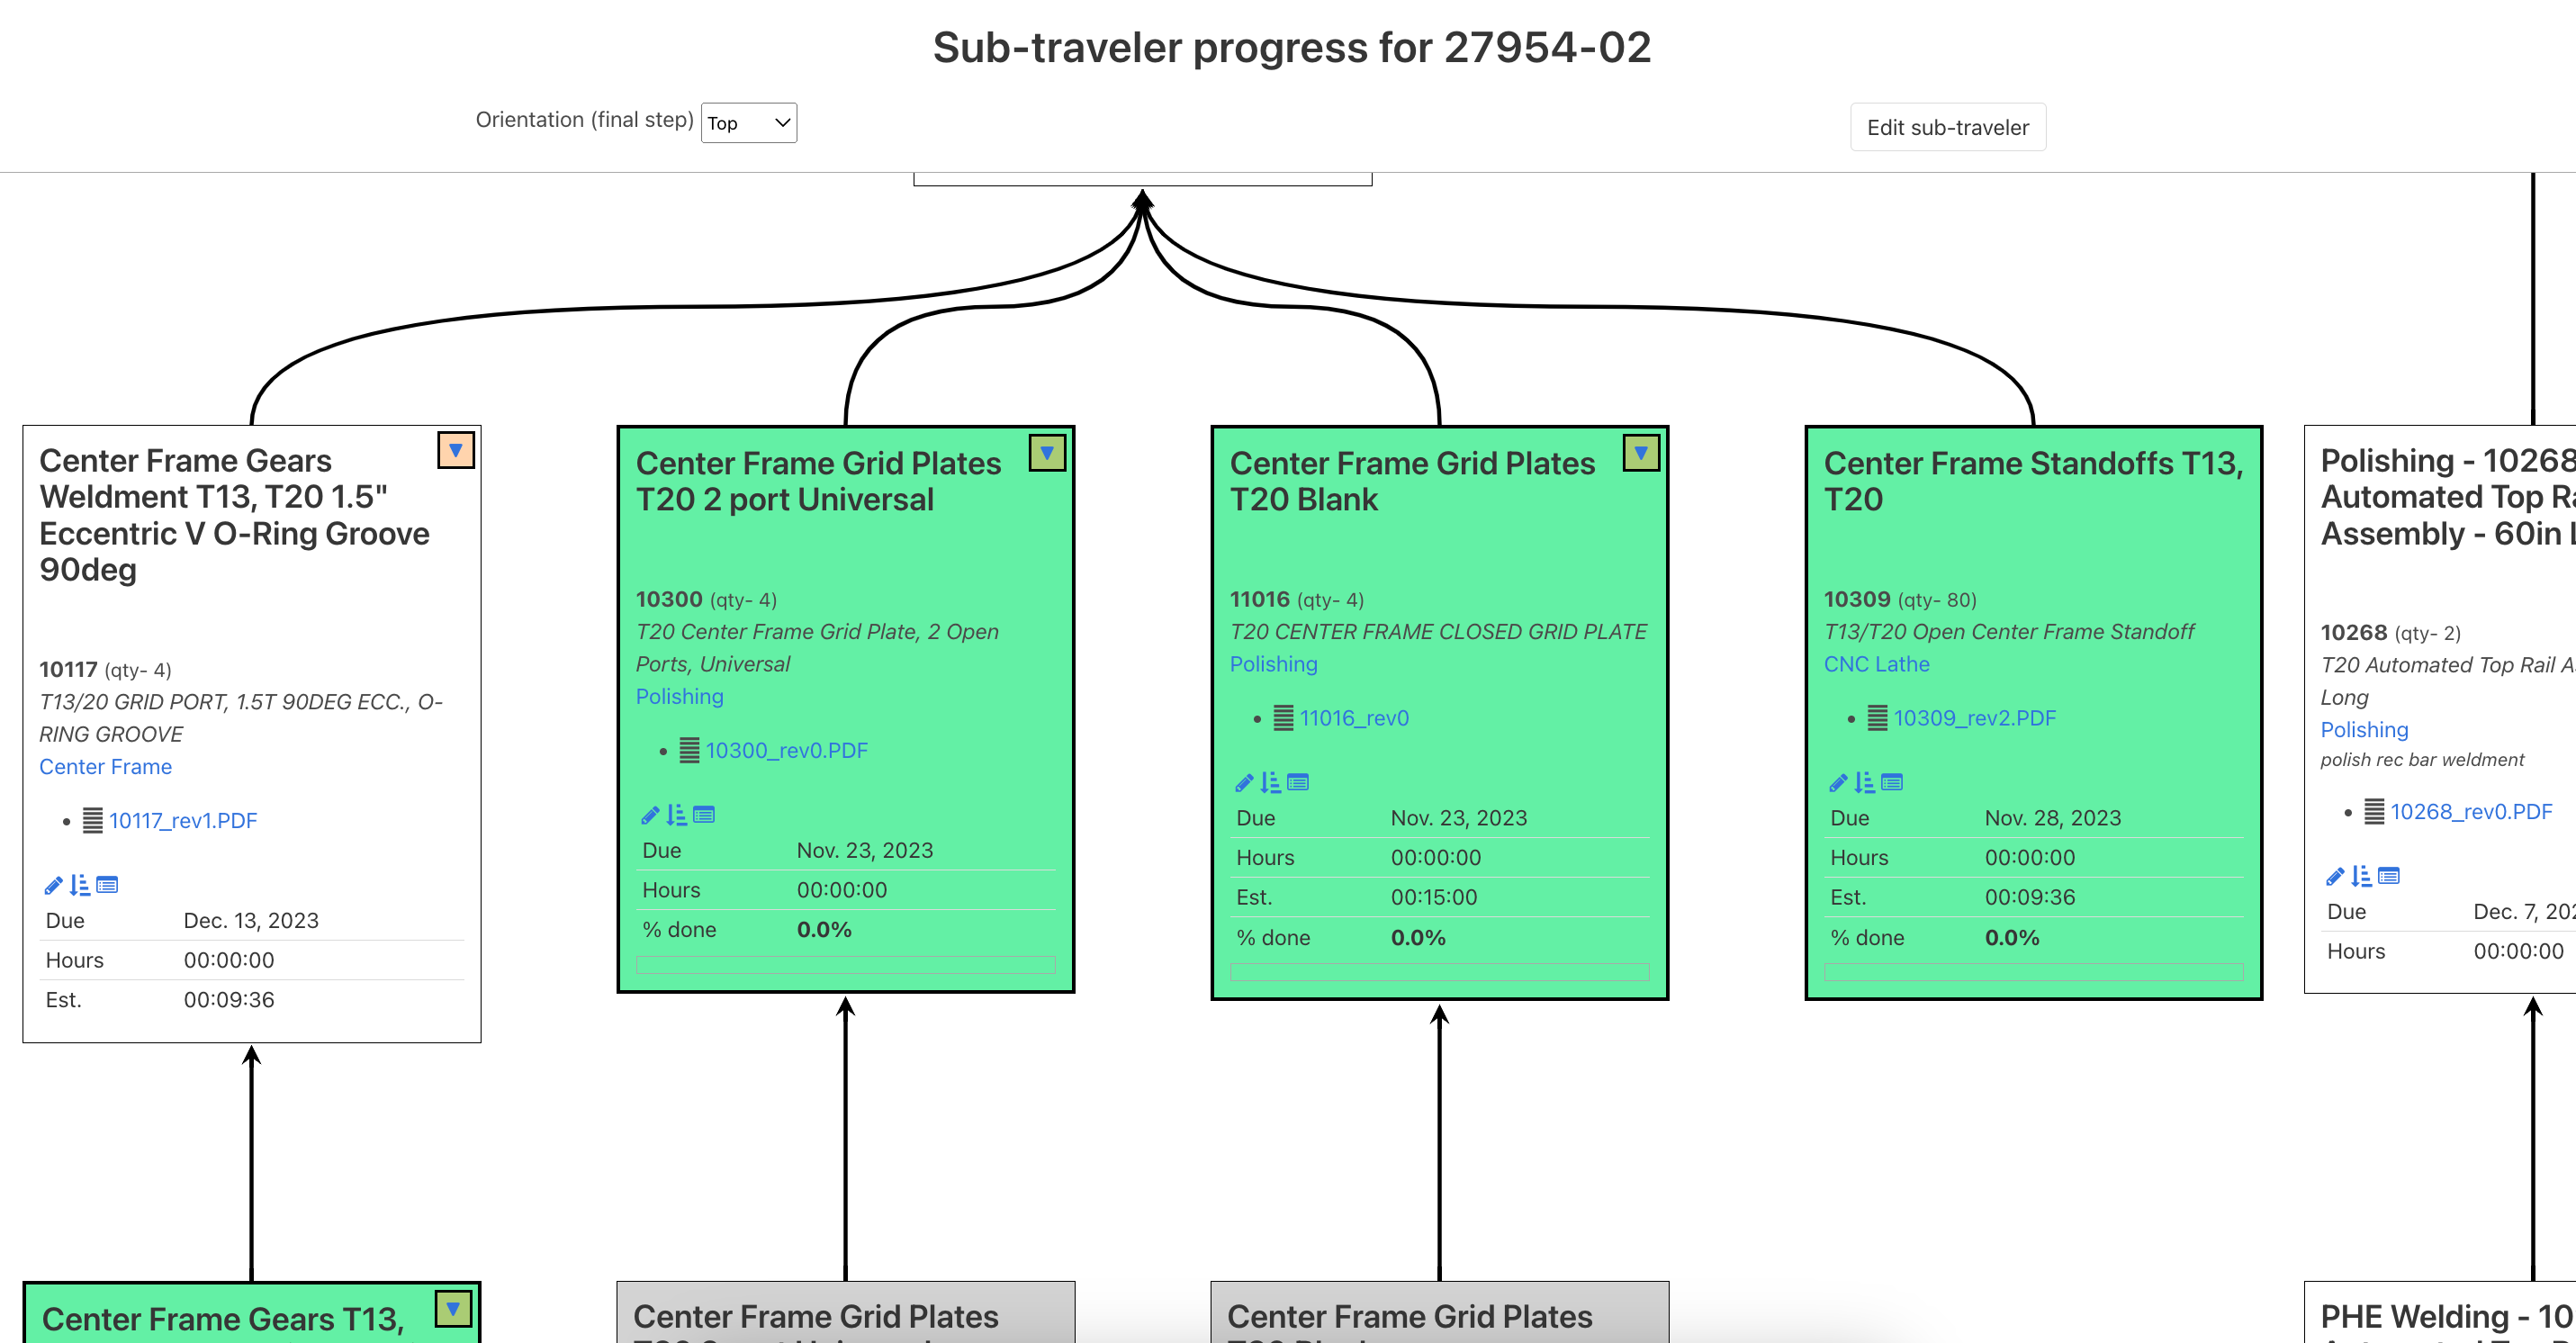 Sub-traveler progress for 27954-02
Orientation (final step) Top
Edit sub-traveler
Center Frame Gears
Weldment T13, T20 1.5"
Eccentric V O-Ring Groove
90deg
10117 (qty- 4)
T13/20 GRID PORT, 1.5T 90DEG ECC., O-
RING GROOVE
Center Frame
10117_rev1.PDF
Due Dec. 13, 2023
Hours 00:00:00
Est. 00:09:36
Center Frame Grid Plates
T20 2 port Universal
10300 (qty- 4)
T20 Center Frame Grid Plate, 2 Open
Ports, Universal
Polishing
10300_rev0.PDF
Due Nov. 23, 2023
Hours 00:00:00
% done 0.0%
Center Frame Grid Plates
T20 Blank
11016 (qty- 4)
T20 CENTER FRAME CLOSED GRID PLATE
Polishing
11016_rev0
Due Nov. 23, 2023
Hours 00:00:00
Est. 00:15:00
% done 0.0%
Center Frame Standoffs T13,
T20
10309 (qty- 80)
T13/T20 Open Center Frame Standoff
CNC Lathe
10309_rev2.PDF
Due Nov. 28, 2023
Hours 00:00:00
Est. 00:09:36
% done 0.0%
Polishing - 10268
Automated Top R
Assembly - 60in
10268 (qty- 2)
T20 Automated Top Rail A
Long
Polishing
polish rec bar weldment
10268_rev0.PDF
Due Dec. 7, 202
Hours 00:00:00
Center Frame Gears T13,
Center Frame Grid Plates
Center Frame Grid Plates
PHE Welding - 10